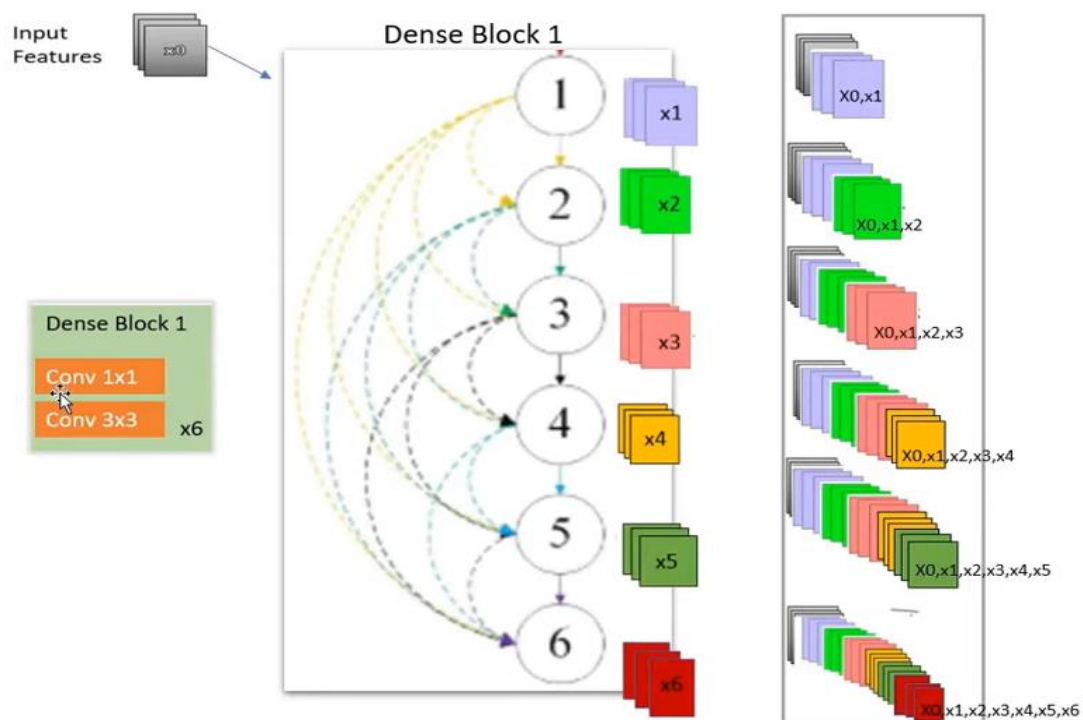 Input
Features
x0
Dense Block 1
1
x1
X0,x1
2
x2
X0,x1,x2
3
x3
X0,x1,x2,x3
Dense Block 1
Conv 1x1
Conv 3x3
x6
4
x4
X0,x1,x2,x3,x4
5
x5
X0,x1,x2,x3,x4,x5
6
x6
X0,x1,x2,x3,x4,x5,x6